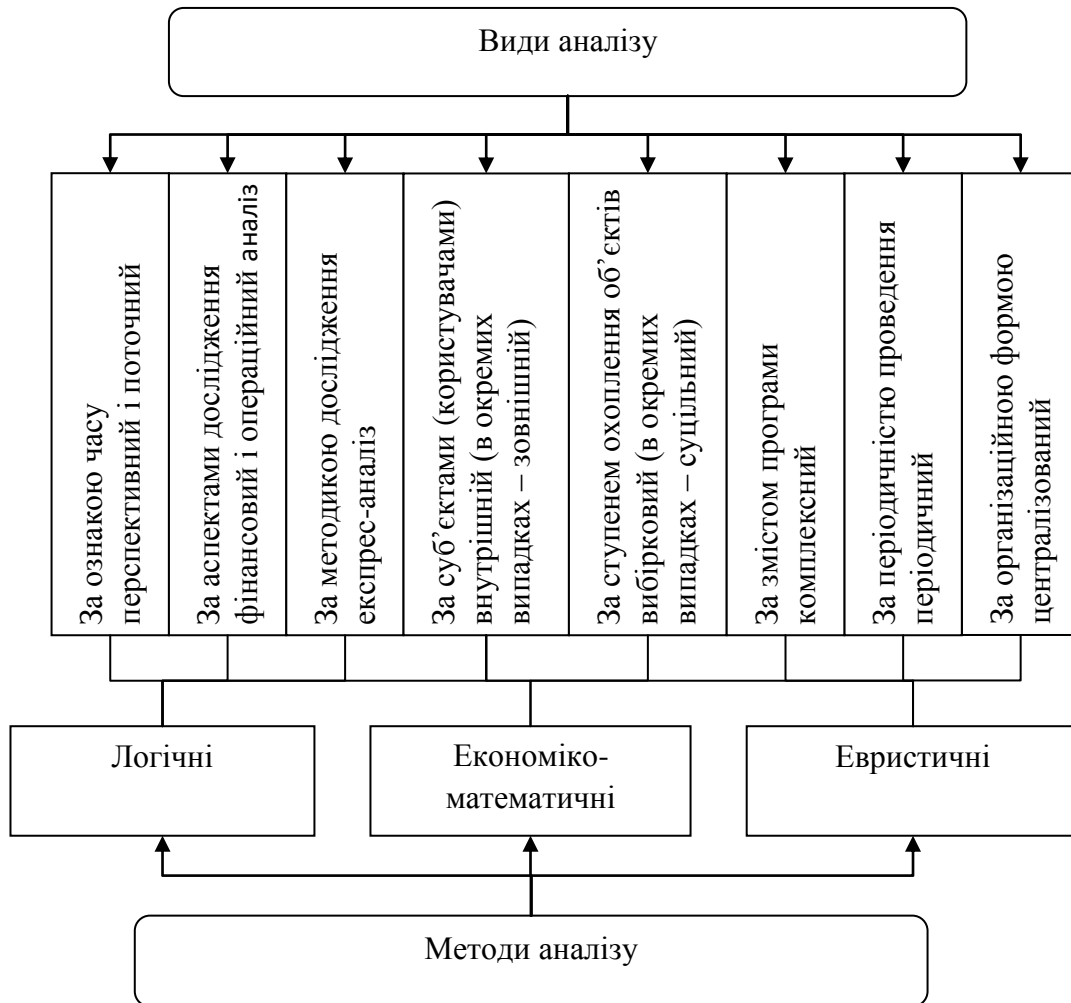 Види аналізу
За ознакою часу
перспективний і поточний
За аспектами дослідження
фінансовий і операційний аналіз
За методикою дослідження
експрес-аналіз
За суб’єктами (користувачами)
внутрішній (в окремих
випадках – зовнішній)
За ступенем охоплення об’єктів
вибірковий (в окремих
випадках – суцільний)
За змістом програми
комплексний
За періодичністю проведення
періодичний
За організаційною формою
централізований
Логічні
Економіко-
математичні
Евристичні
Методи аналізу